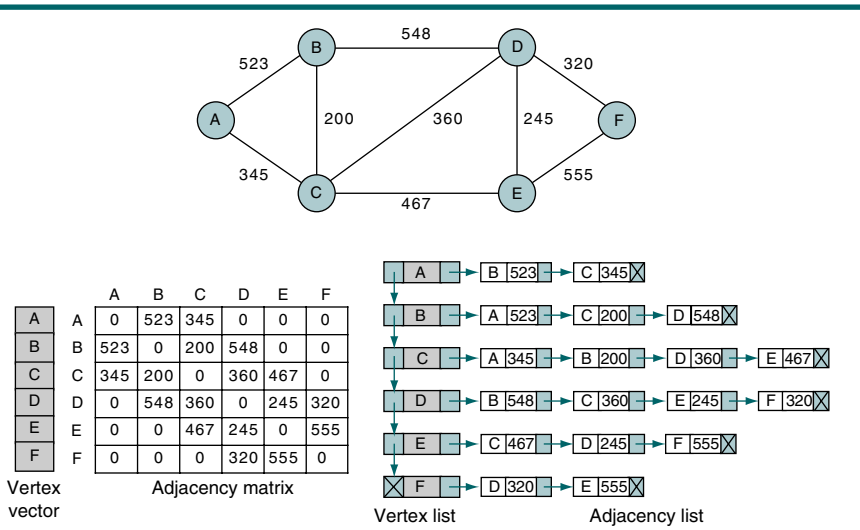 548
B
D
523
320
200
360
245
A
F
345
555
C
E
467
A B C D E F
A A 0 523 345 0 0 0
B B 523 0 200 548 0 0
C C 345 200 0 360 467 0
D D 0 548 360 0 245 320
E E 0 0 467 245 0 555
F F 0 0 0 320 555 0
Vertex vector
Adjacency matrix
A B 523 C 345
B A 523 C 200 D 548
C A 345 B 200 D 360 E 467
D B 548 C 360 E 245 F 320
E C 467 D 245 F 555
F D 320 E 555
Vertex list
Adjacency list